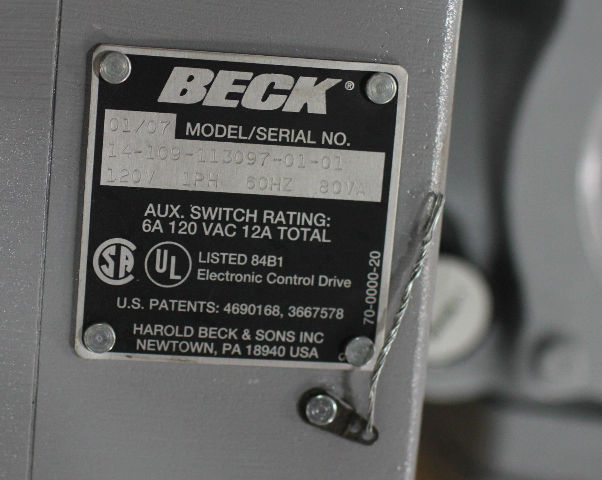 BECK®
01/07 MODEL/SERIAL NO.
14-109-113097-01-01
120V 1PH 60HZ 80VA
AUX. SWITCH RATING:
6A 120 VAC 12A TOTAL
SA UL LISTED 84B1
Electronic Control Drive
U.S. PATENTS: 4690168, 3667578
HAROLD BECK & SONS INC
NEWTOWN, PA 18940 USA
70-0000-20